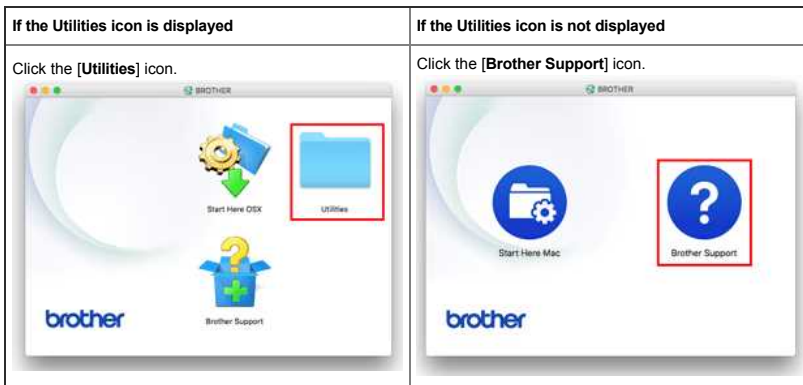 If the Utilities icon is displayed
If the Utilities icon is not displayed
Click the [Utilities] icon.
Click the [Brother Support] icon.
BROTHER
Start Here OSX
Utilities
Brother Support
brother
BROTHER
Start Here Mac
Brother Support
brother